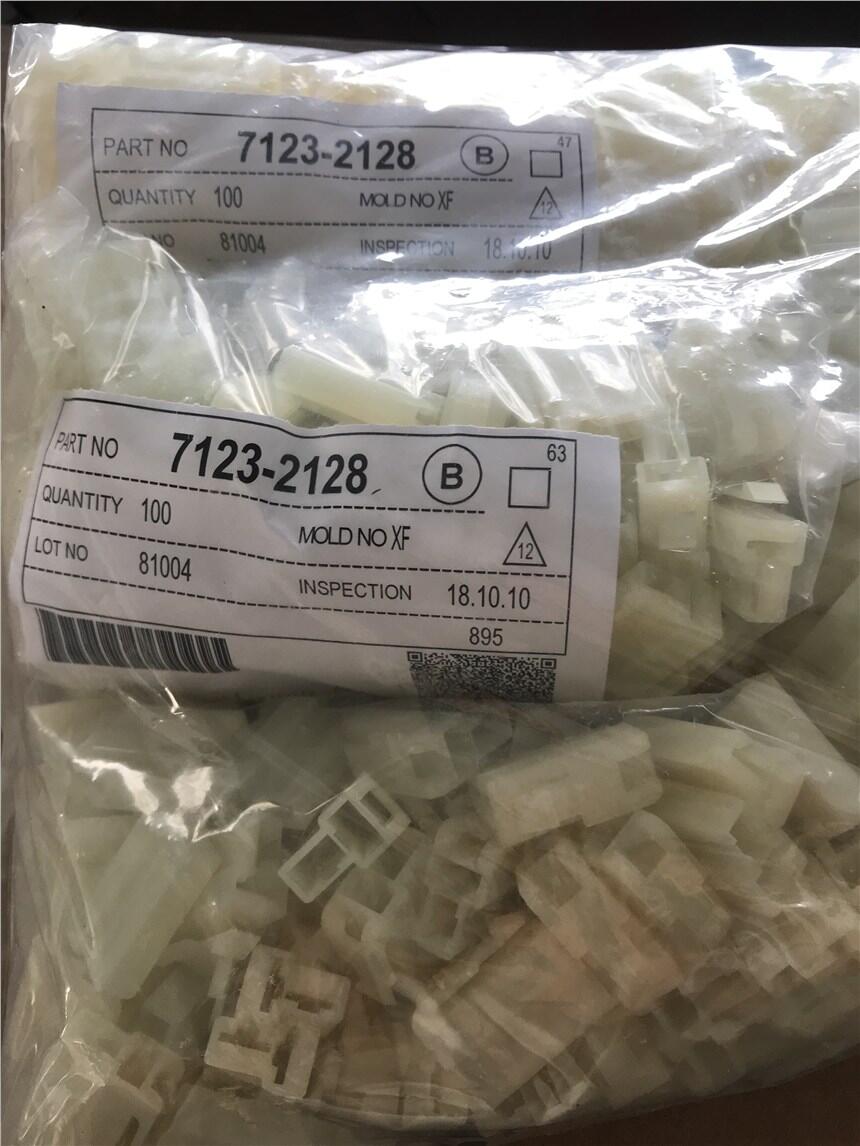 PART NO 7123-2128 B 47
QUANTITY 100 MOLD NO XF 12
NO 81004 INSPECTION 18.10.10
PART NO 7123-2128 B 63
QUANTITY 100 MOLD NO XF 12
LOT NO 81004 INSPECTION 18.10.10
895